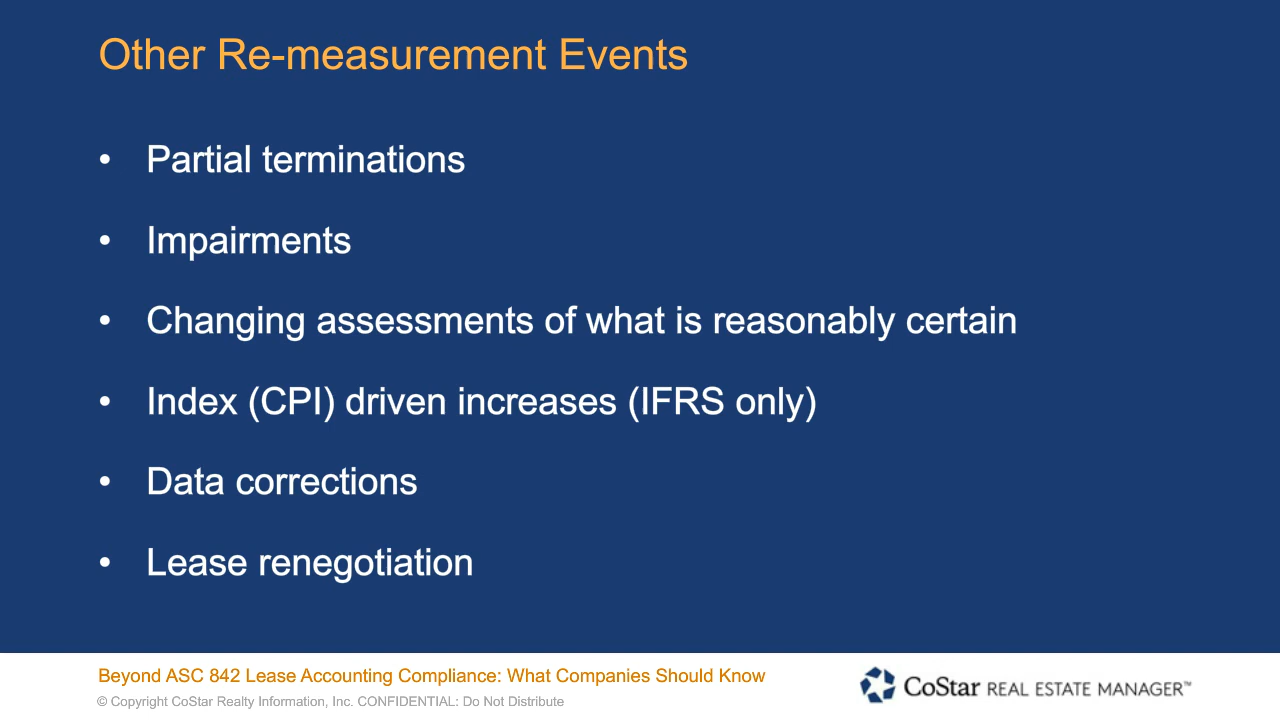 Other Re-measurement Events
• Partial terminations
• Impairments
• Changing assessments of what is reasonably certain
• Index (CPI) driven increases (IFRS only)
• Data corrections
• Lease renegotiation
Beyond ASC 842 Lease Accounting Compliance: What Companies Should Know
© Copyright CoStar Realty Information, Inc. CONFIDENTIAL: Do Not Distribute
CoStar REAL ESTATE MANAGER™